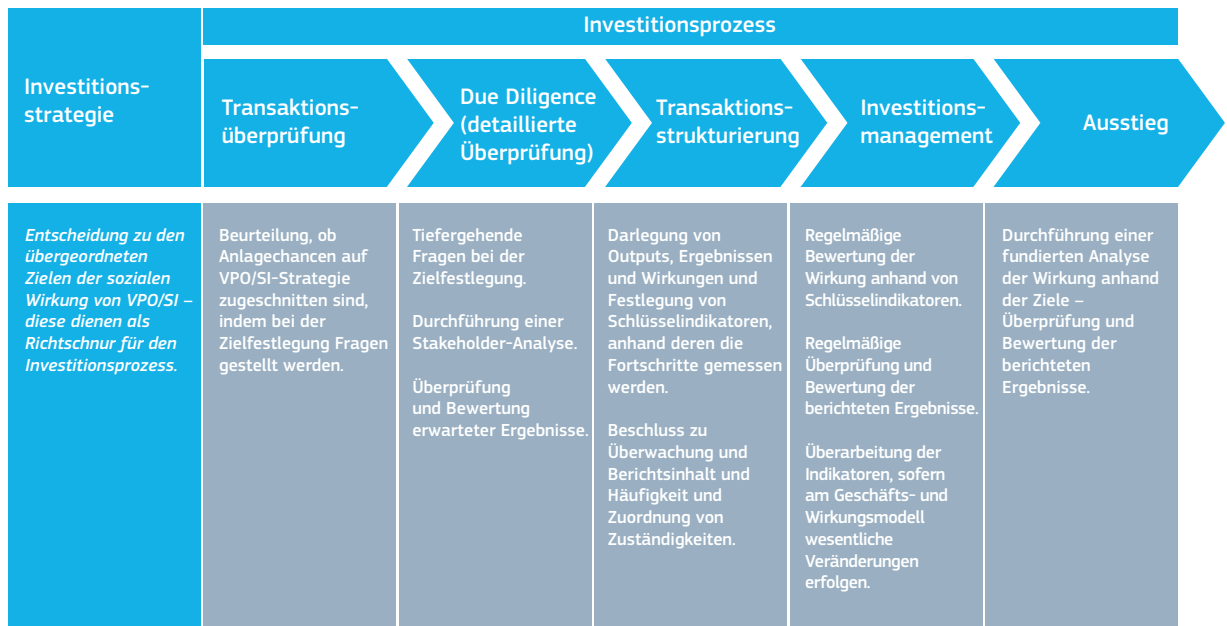 Investitionsprozess
Investitions-
strategie
Transaktions-
überprüfung
Due Diligence
(detaillierte
Überprüfung)
Transaktions-
strukturierung
Investitions-
management
Ausstieg
Entscheidung zu den
übergeordneten
Zielen der sozialen
Wirkung von VPO/SI –
diese dienen als
Richtschnur für den
Investitionsprozess.
Beurteilung, ob
Anlagechancen auf
VPO/SI-Strategie
zugeschnitten sind,
indem bei der
Zielfestlegung Fragen
gestellt werden.
Tiefergehende
Fragen bei der
Zielfestlegung.
Durchführung einer
Stakeholder-Analyse.
Überprüfung
und Bewertung
erwarteter Ergebnisse.
Darlegung von
Outputs, Ergebnissen
und Wirkungen und
Festlegung von
Schlüsselindikatoren,
anhand deren die
Fortschritte gemessen
werden.
Beschluss zu
Überwachung und
Berichtsinhalt und
Häufigkeit und
Zuordnung von
Zuständigkeiten.
Regelmäßige
Bewertung der
Wirkung anhand von
Schlüsselindikatoren.
Regelmäßige
Überprüfung und
Bewertung der
berichteten Ergebnisse.
Überarbeitung der
Indikatoren, sofern
am Geschäfts- und
Wirkungsmodell
wesentliche
Veränderungen
erfolgen.
Durchführung einer
fundierten Analyse
der Wirkung anhand
der Ziele –
Überprüfung und
Bewertung der
berichteten
Ergebnisse.